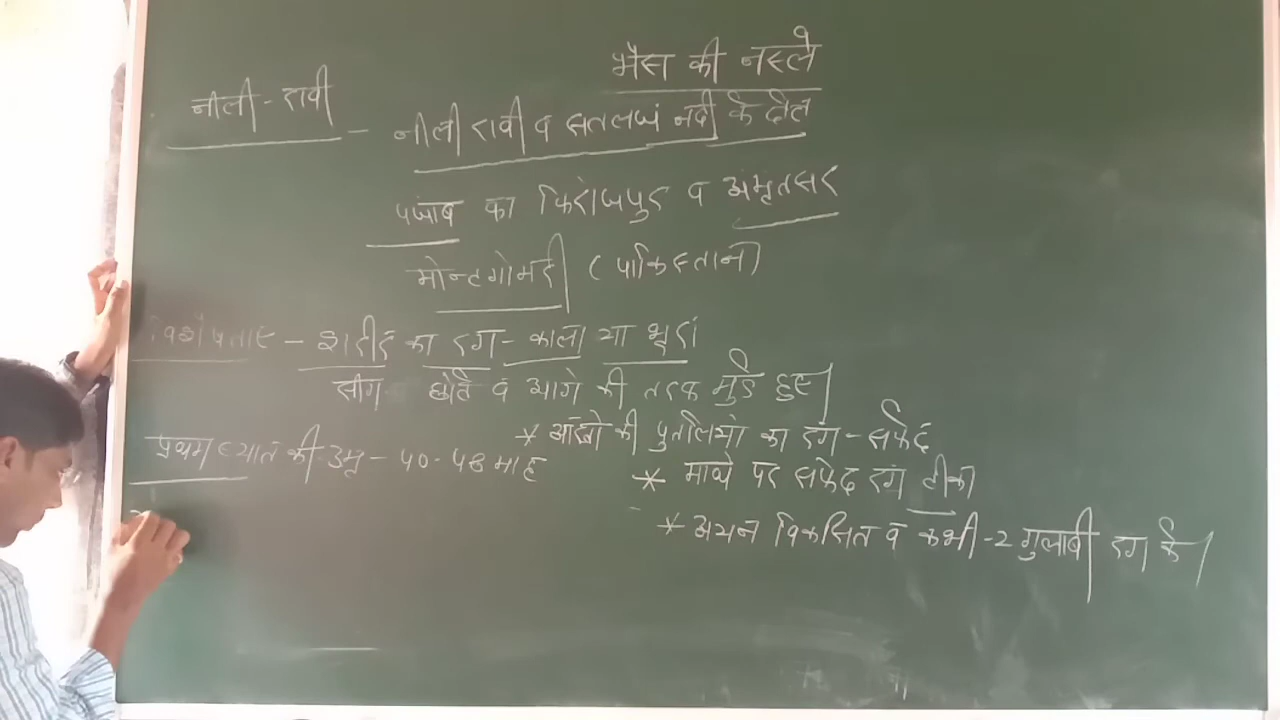 भैंस की नस्ले
नीली - रावी - नीली रावी व सतलज नदी के क्षेत्र
पंजाब का फिरोजपुर व अमृतसर
मोन्टगोमरी (पाकिस्तान)
विशेषताए - शरीर का रंग - काला या भूरा
सींग छोटे व आगे की तरफ मुडे हुए।
* आँखो की पुतलियो का रंग - सफेद
प्रथम ब्यात की उम्र - 40-48 माह
* माथे पर सफेद रंग टीका
* अयन विकसित व कभी-2 गुलाबी रंग के।